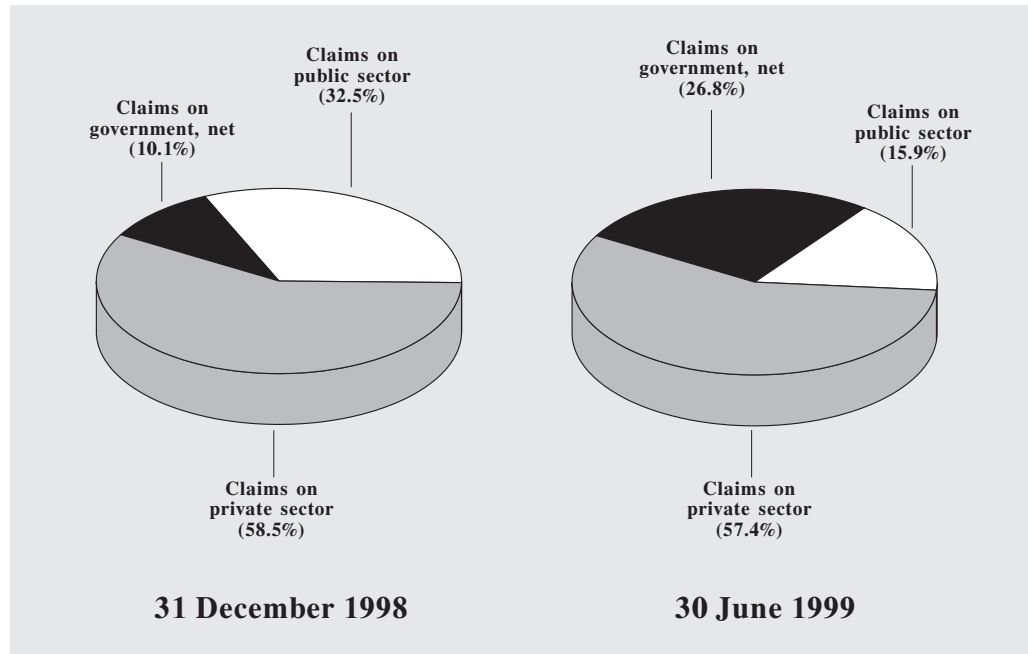 Claims on
public sector
(32.5%)
Claims on
government, net
(10.1%)
Claims on
private sector
(58.5%)
31 December 1998
Claims on
government, net
(26.8%)
Claims on
public sector
(15.9%)
Claims on
private sector
(57.4%)
30 June 1999